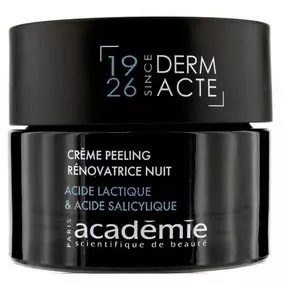 19 26 SINCE DERM ACTE
CRÈME PEELING
RÉNOVATRICE NUIT
ACIDE LACTIQUE
& ACIDE SALICYLIQUE
PARIS académie
scientifique de beauté